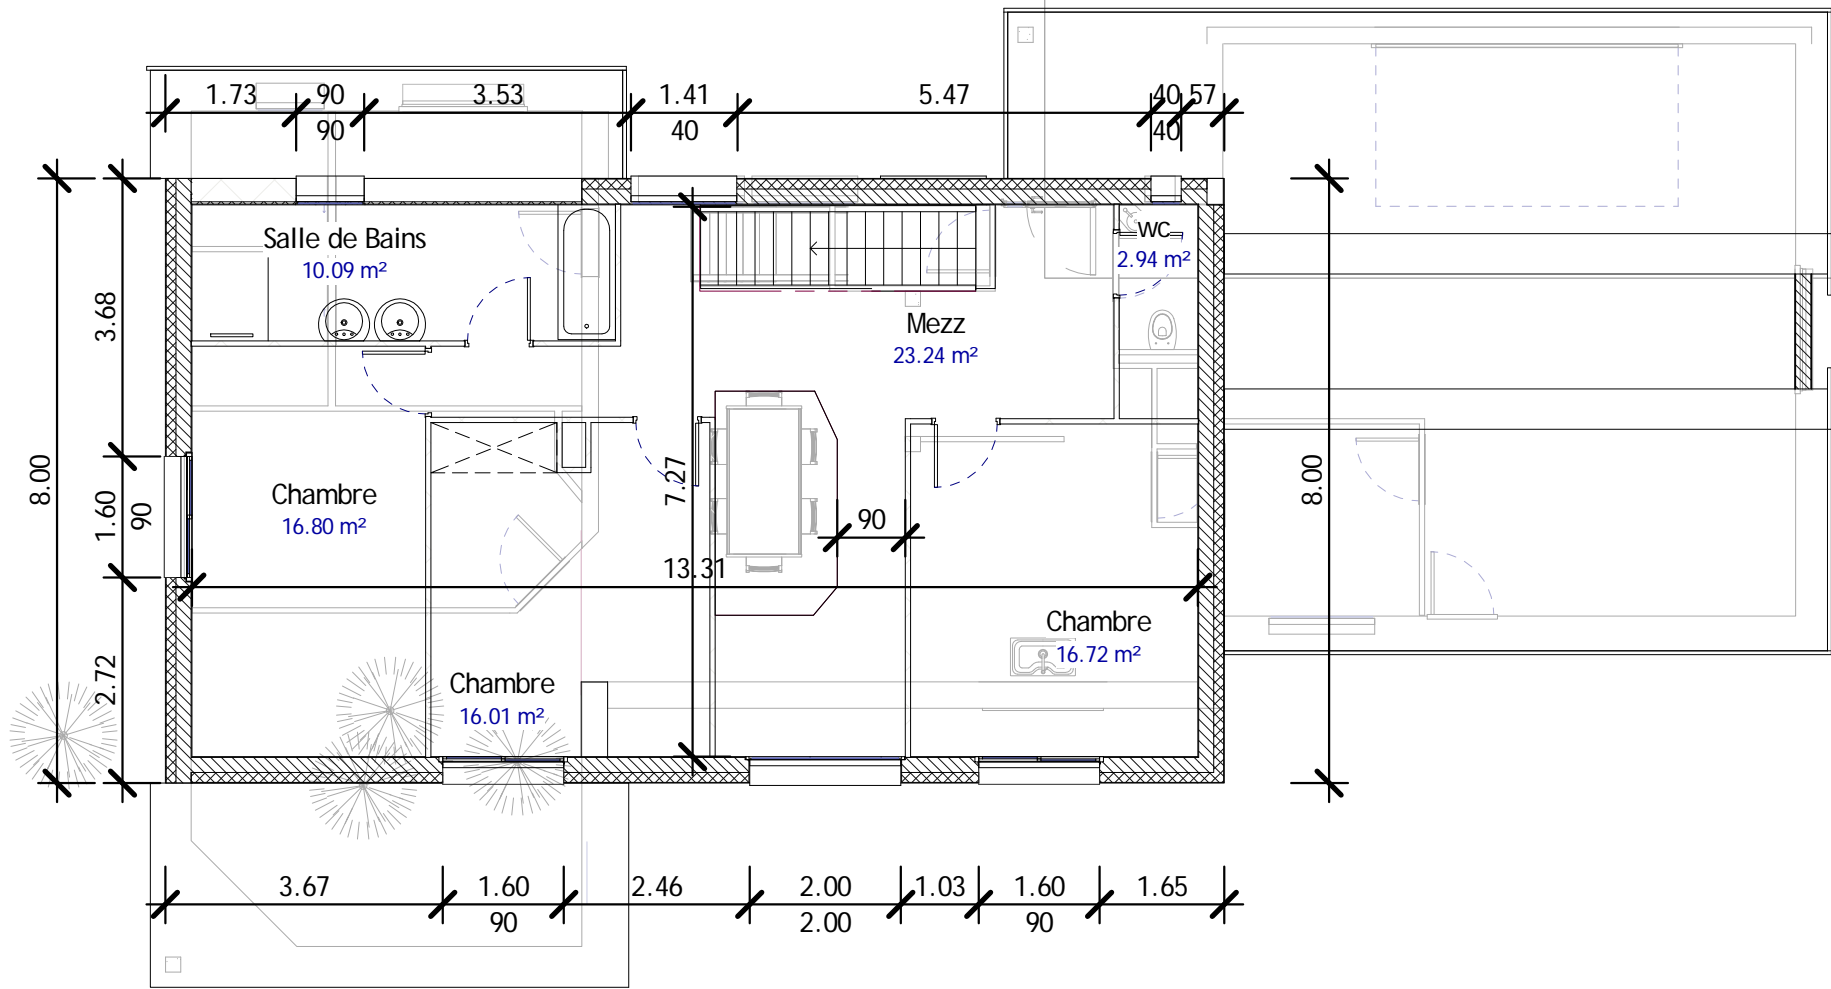 1.73 90 3.53 1.41 5.47 40 57
90 40 40
Salle de Bains
10.09 m²
WC
2.94 m²
3.68
Mezz
23.24 m²
8.00
1.60
90
Chambre
16.80 m²
7.27
90
8.00
13.31
Chambre
16.72 m²
2.72
Chambre
16.01 m²
3.67 1.60 2.46 2.00 1.03 1.60 1.65
90 2.00 90